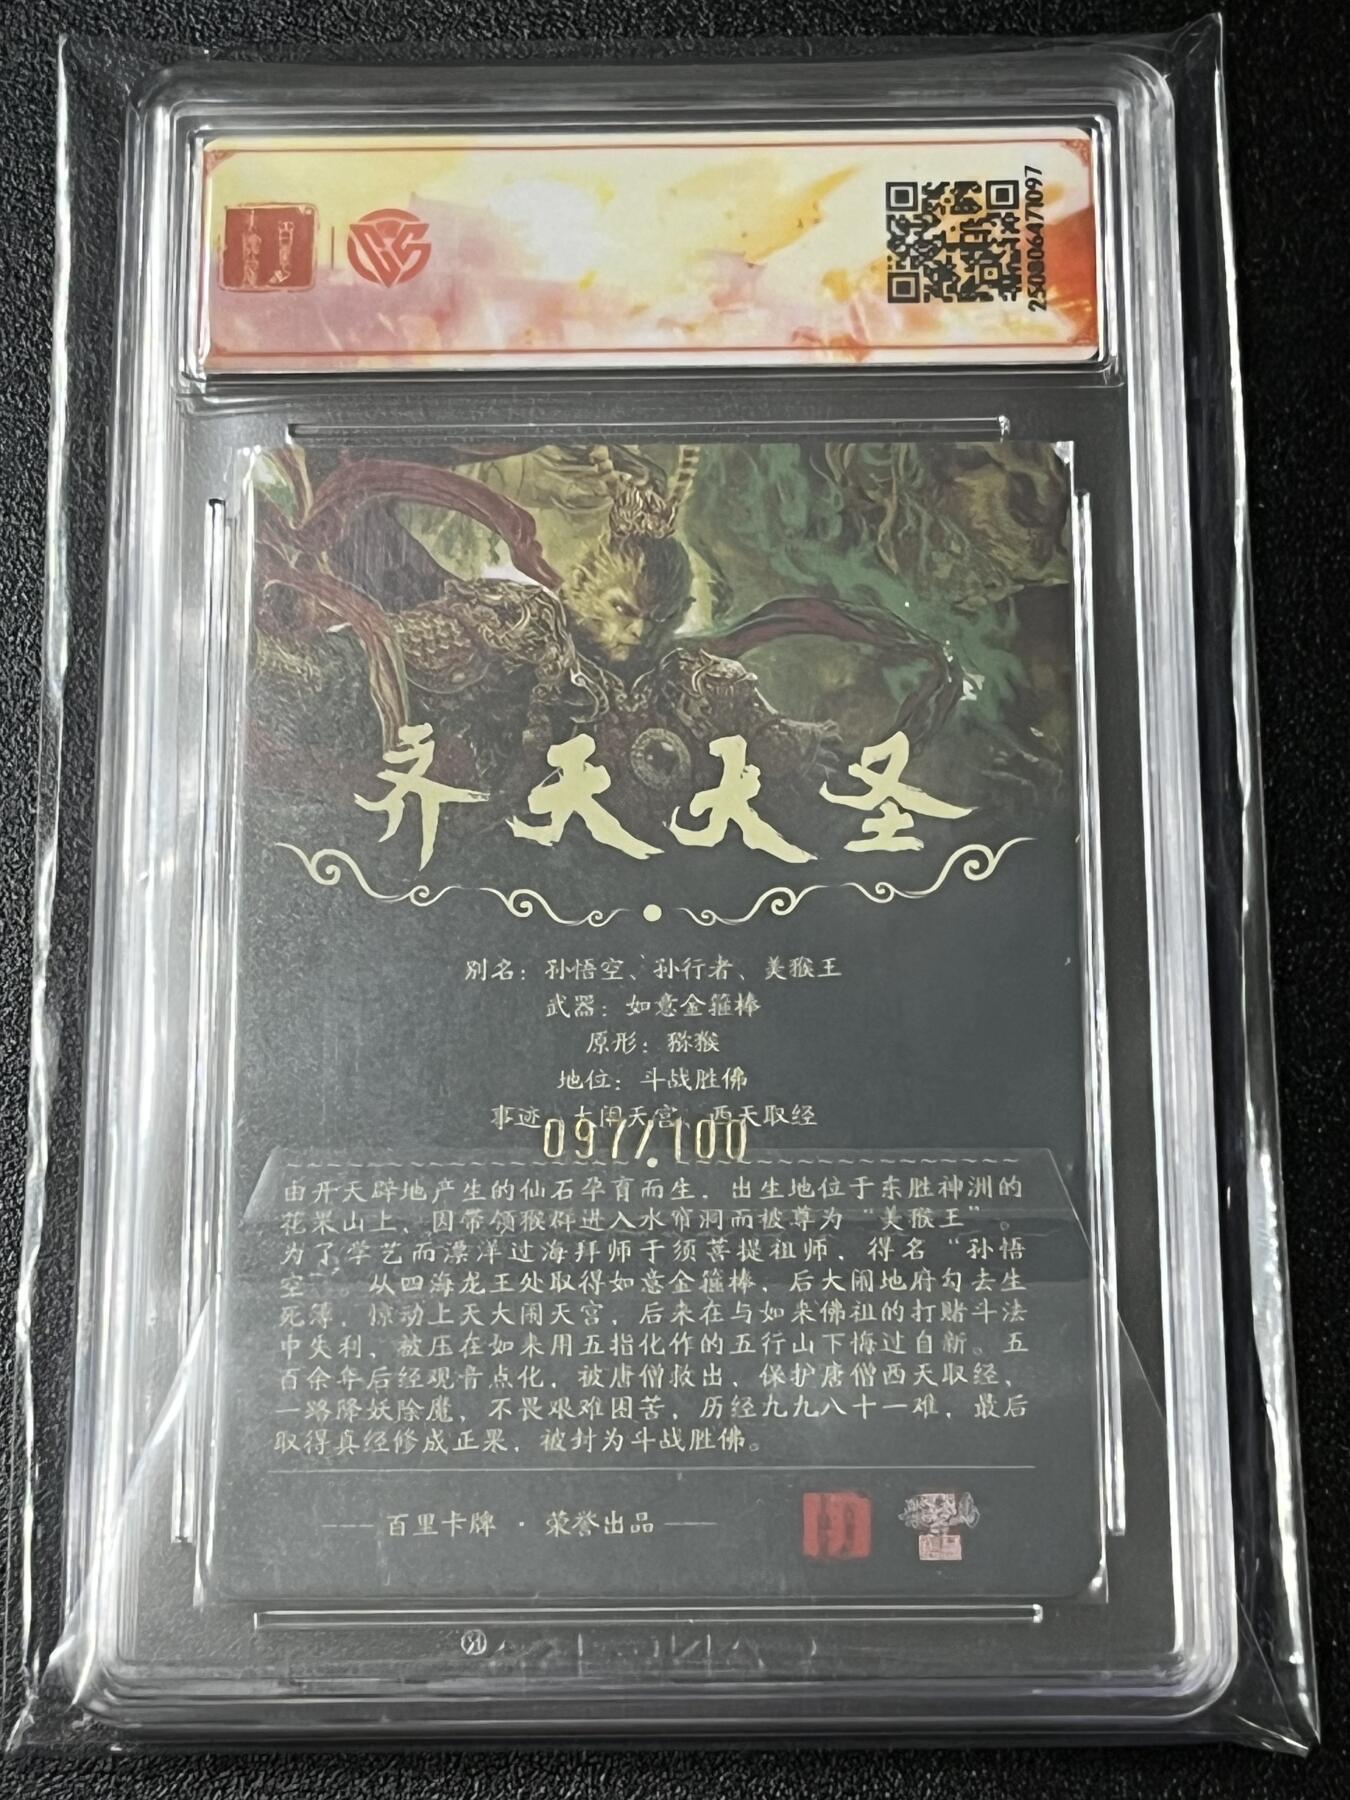 250806471097
齐天大圣
别名：孙悟空、孙行者、美猴王
武器：如意金箍棒
原形：猕猴
地位：斗战胜佛
事迹：大闹天宫、西天取经
097/100
由开天辟地产生的仙石孕育而生，出生地位于东胜神洲的
花果山上，因带领猴群进入水帘洞而被尊为“美猴王”。
为了学艺而漂洋过海拜师于须菩提祖师，得名“孙悟
空”。从四海龙王处取得如意金箍棒，后大闹地府勾去生
死簿，惊动上天大闹天宫，后来在与如来佛祖的打赌斗法
中失利，被压在如来用五指化作的五行山下悔过自新。五
百余年后经观音点化，被唐僧救出，保护唐僧西天取经，
一路降妖除魔，不畏艰难困苦，历经九九八十一难，最后
取得真经修成正果，被封为斗战胜佛。
百里卡牌 · 荣誉出品